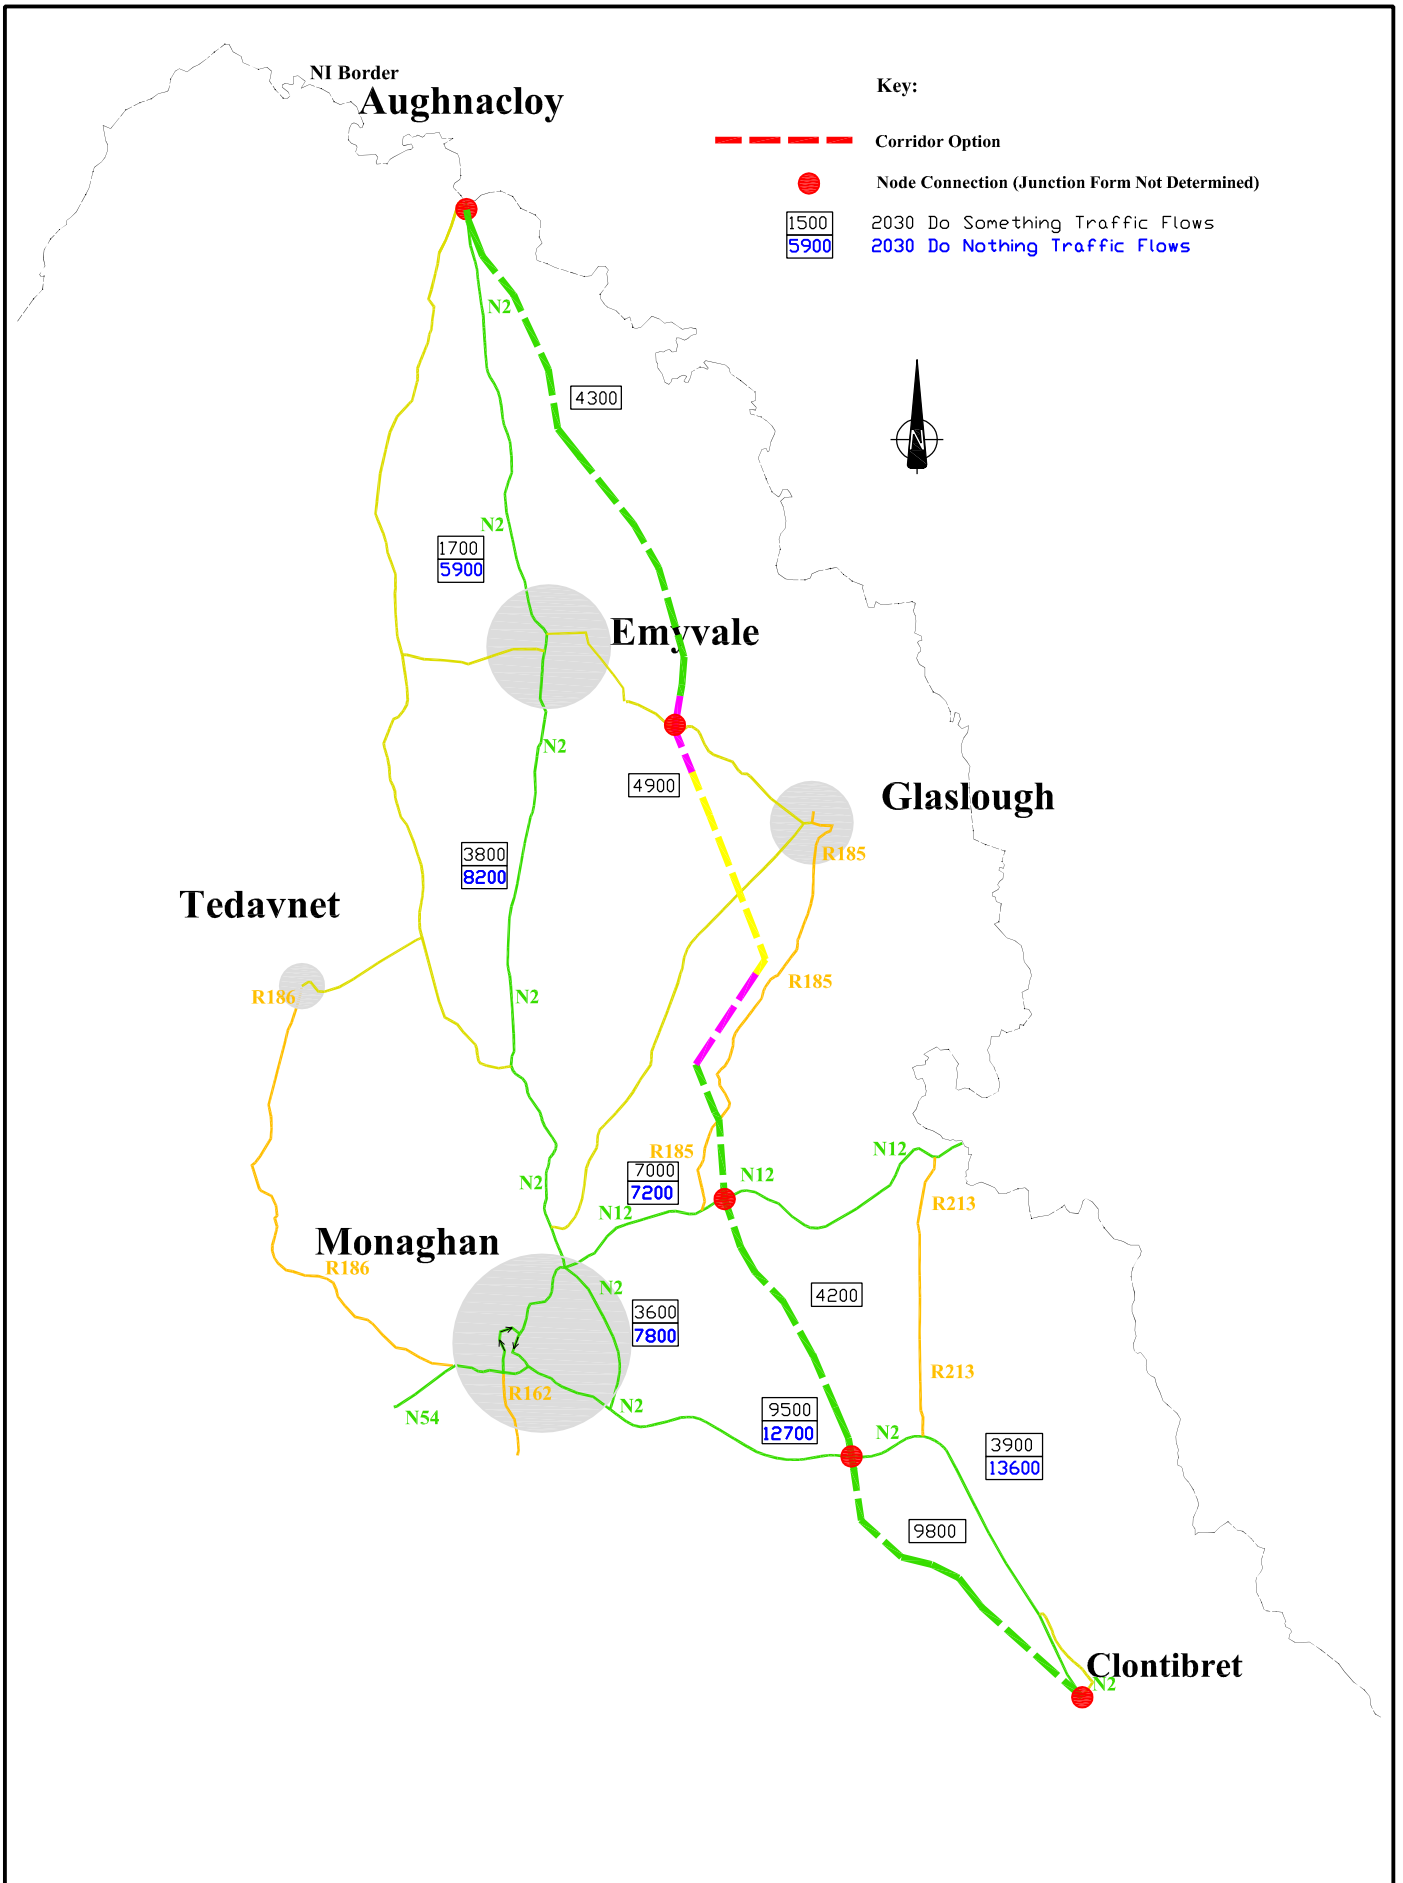 NI Border
Aughnacloy
Key:
Corridor Option
Node Connection (Junction Form Not Determined)
1500 2030 Do Something Traffic Flows
5900 2030 Do Nothing Traffic Flows
N2
4300
N
N2
1700
5900
Emyvale
N2
4900
Glaslough
3800
8200
R185
Tedavnet
R185
R186
N2
R185
N12
7000
7200
N12
N2
R213
N12
Monaghan
R186
N2
4200
3600
7800
R213
R162
N2
9500
12700
N54
N2
3900
13600
9800
Clontibret
N2